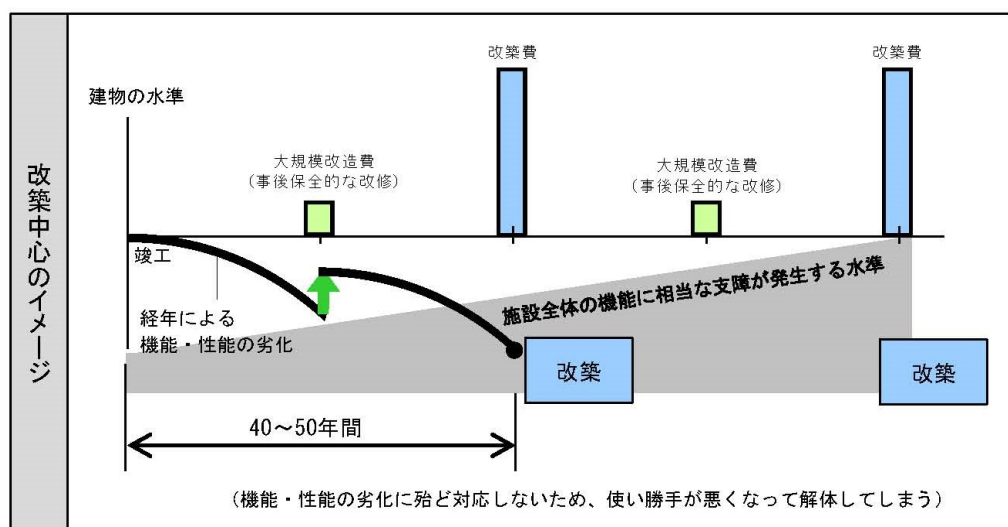 改築中心のイメージ
改築費
改築費
建物の水準
大規模改造費
（事後保全的な改修）
大規模改造費
（事後保全的な改修）
竣工
施設全体の機能に相当な支障が発生する水準
経年による
機能・性能の劣化
改築
改築
40～50年間
（機能・性能の劣化に殆ど対応しないため、使い勝手が悪くなって解体してしまう）